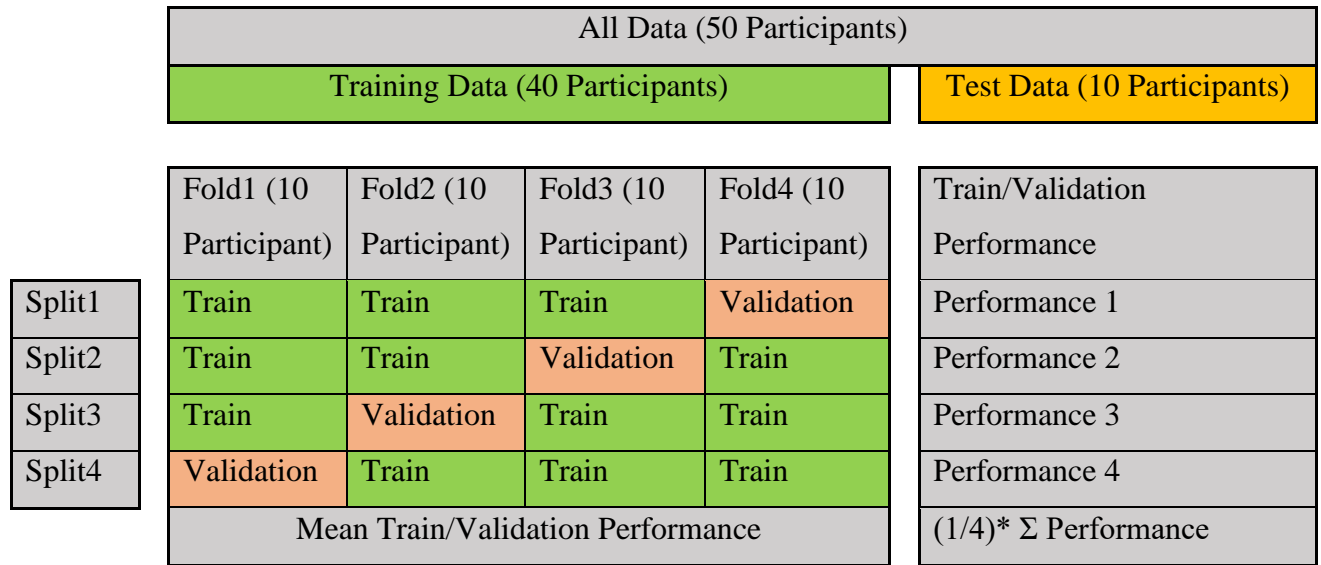 All Data (50 Participants)
Training Data (40 Participants)
Test Data (10 Participants)
Fold1 (10 Participant)
Fold2 (10 Participant)
Fold3 (10 Participant)
Fold4 (10 Participant)
Train/Validation Performance
Split1 Train Train Train Validation Performance 1
Split2 Train Train Validation Train Performance 2
Split3 Train Validation Train Train Performance 3
Split4 Validation Train Train Train Performance 4
Mean Train/Validation Performance (1/4)* Σ Performance